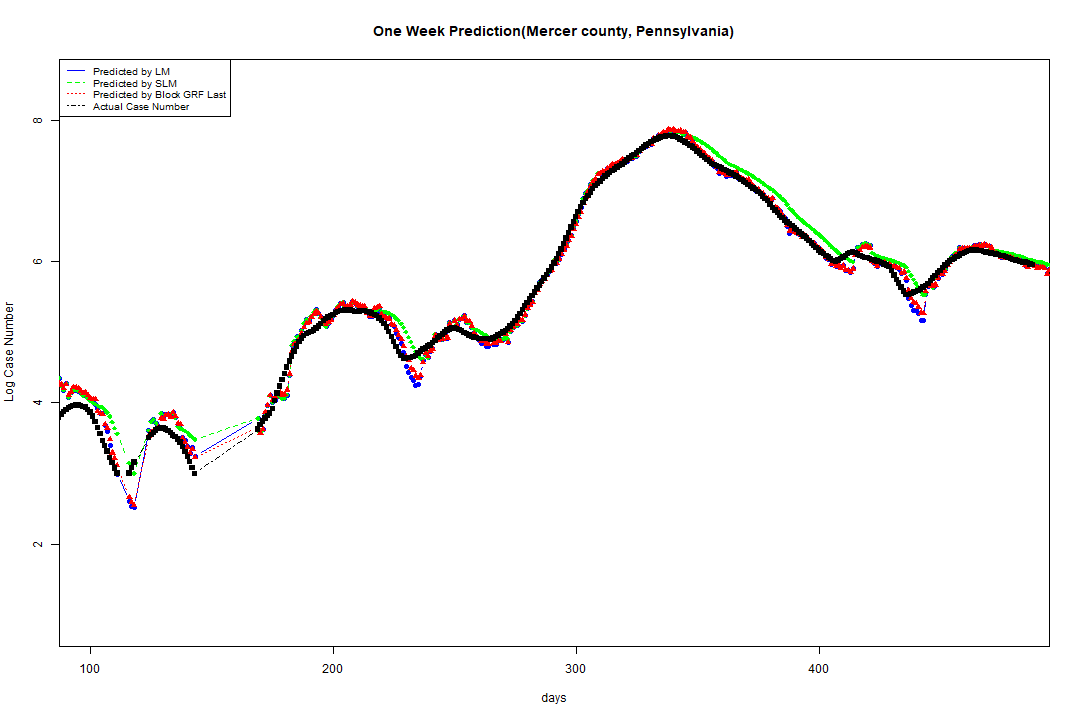 One Week Prediction(Mercer county, Pennsylvania)
Predicted by LM
Predicted by SLM
Predicted by Block GRF Last
Actual Case Number
8
6
4
2
Log Case Number
100 200 300 400
days